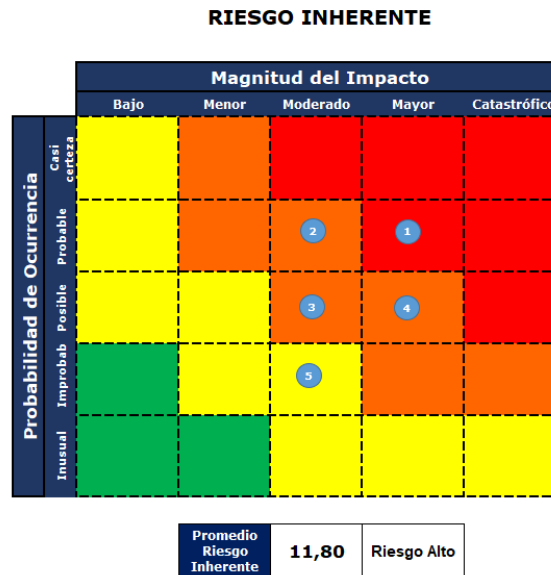 RIESGO INHERENTE
Magnitud del Impacto
Bajo Menor Moderado Mayor Catastrófico
Probabilidad de Ocurrencia
Casi
certeza
Probable
2 1
Posible
3 4
Improbab
5
Inusual
Promedio
Riesgo
Inherente
11,80
Riesgo Alto